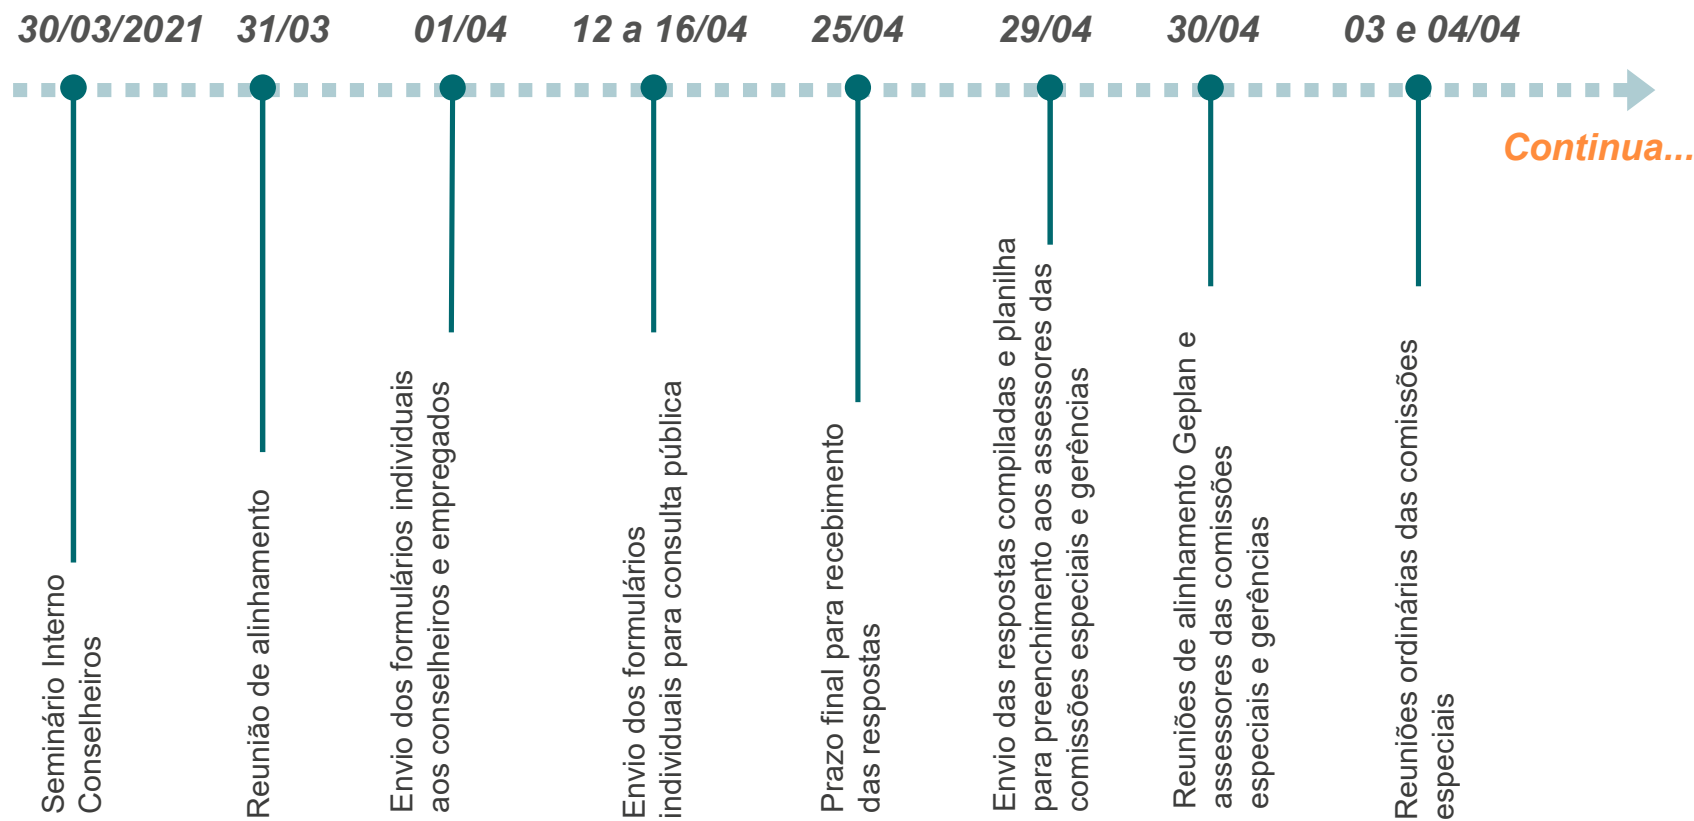 30/03/2021
31/03
01/04
12 a 16/04
25/04
29/04
30/04
03 e 04/04
Continua...
Seminário Interno
Conselheiros
Reunião de alinhamento
Envio dos formulários individuais
aos conselheiros e empregados
Envio dos formulários
individuais para consulta pública
Prazo final para recebimento
das respostas
Envio das respostas compiladas e planilha
para preenchimento aos assessores das
comissões especiais e gerências
Reuniões de alinhamento Geplan e
assessores das comissões
especiais e gerências
Reuniões ordinárias das comissões
especiais